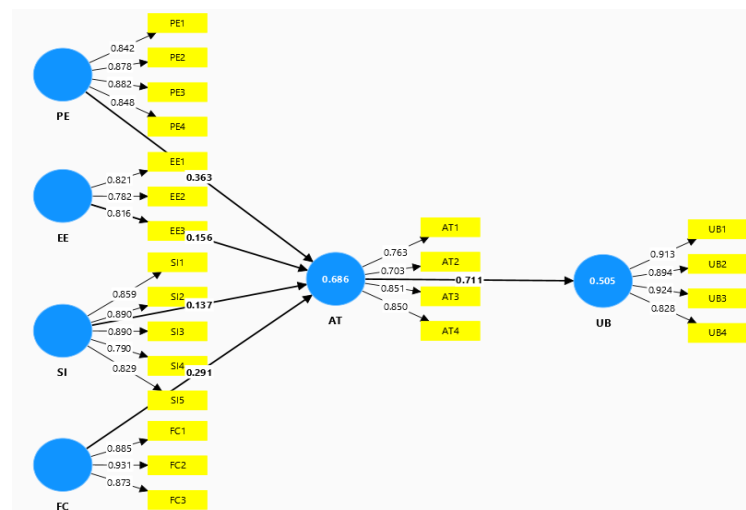 PE1
0.842
PE2
0.878
0.882
PE3
0.848
PE
PE4
EE1
0.363
0.821
0.782
EE2
0.816
EE
EE3
0.156
SI1
0.859
SI2
0.890
0.137
0.890
SI3
0.790
SI4
0.829
0.291
SI
SI5
FC1
0.885
0.931
FC2
0.873
FC3
FC
0.686
AT
AT1
0.763
0.703
AT2
0.711
0.851
AT3
0.850
AT4
0.505
UB
UB1
0.913
0.894
UB2
0.924
UB3
0.828
UB4